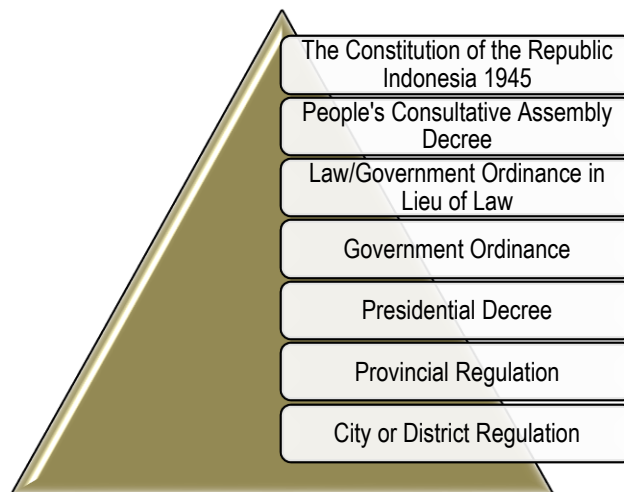 The Constitution of the Republic
Indonesia 1945
People's Consultative Assembly
Decree
Law/Government Ordinance in
Lieu of Law
Government Ordinance
Presidential Decree
Provincial Regulation
City or District Regulation